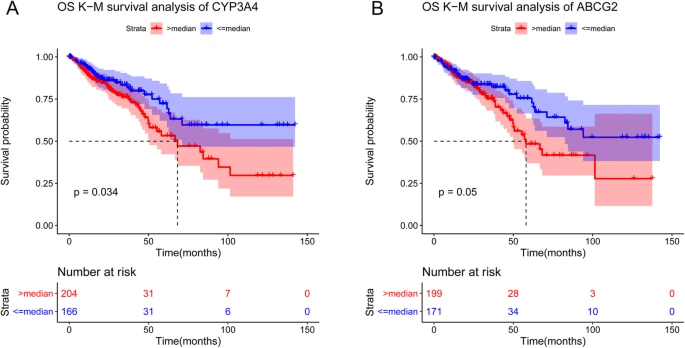 A
OS K−M survival analysis of CYP3A4
Strata >median <=median
Survival probability
1.00
0.75
0.50
0.25
0.00
p = 0.034
0 50 100 150
Time(months)
Number at risk
Strata
>median 204 31 7 0
<=median 166 31 6 0
0 50 100 150
Time(months)
B
OS K−M survival analysis of ABCG2
Strata >median <=median
Survival probability
1.00
0.75
0.50
0.25
0.00
p = 0.05
0 50 100 150
Time(months)
Number at risk
Strata
>median 199 28 3 0
<=median 171 34 10 0
0 50 100 150
Time(months)